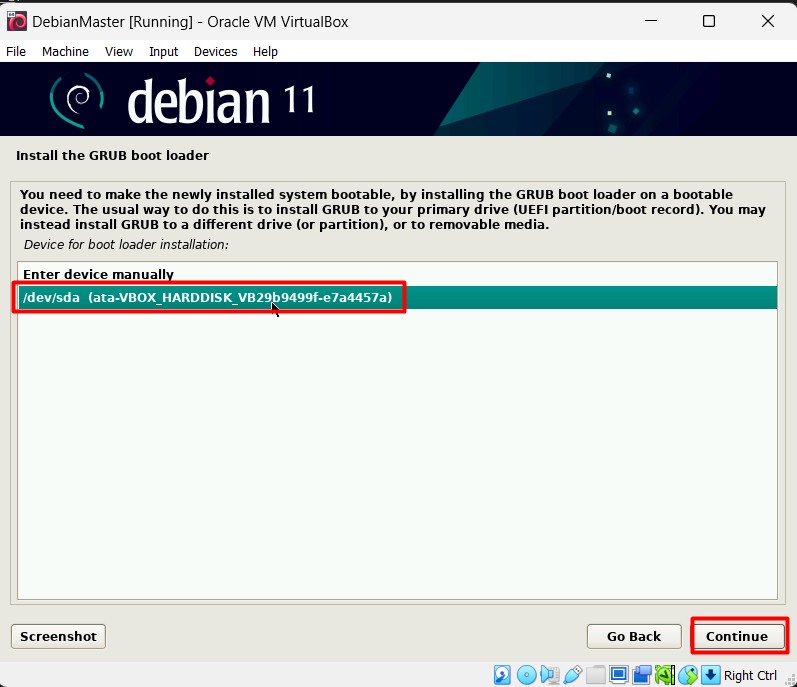 DebianMaster [Running] - Oracle VM VirtualBox
File Machine View Input Devices Help
debian 11
Install the GRUB boot loader
You need to make the newly installed system bootable, by installing the GRUB boot loader on a bootable
device. The usual way to do this is to install GRUB to your primary drive (UEFI partition/boot record). You may
instead install GRUB to a different drive (or partition), or to removable media.
Device for boot loader installation:
Enter device manually
/dev/sda (ata-VBOX_HARDDISK_VB29b9499f-e7a4457a)
Screenshot Go Back Continue
Right Ctrl